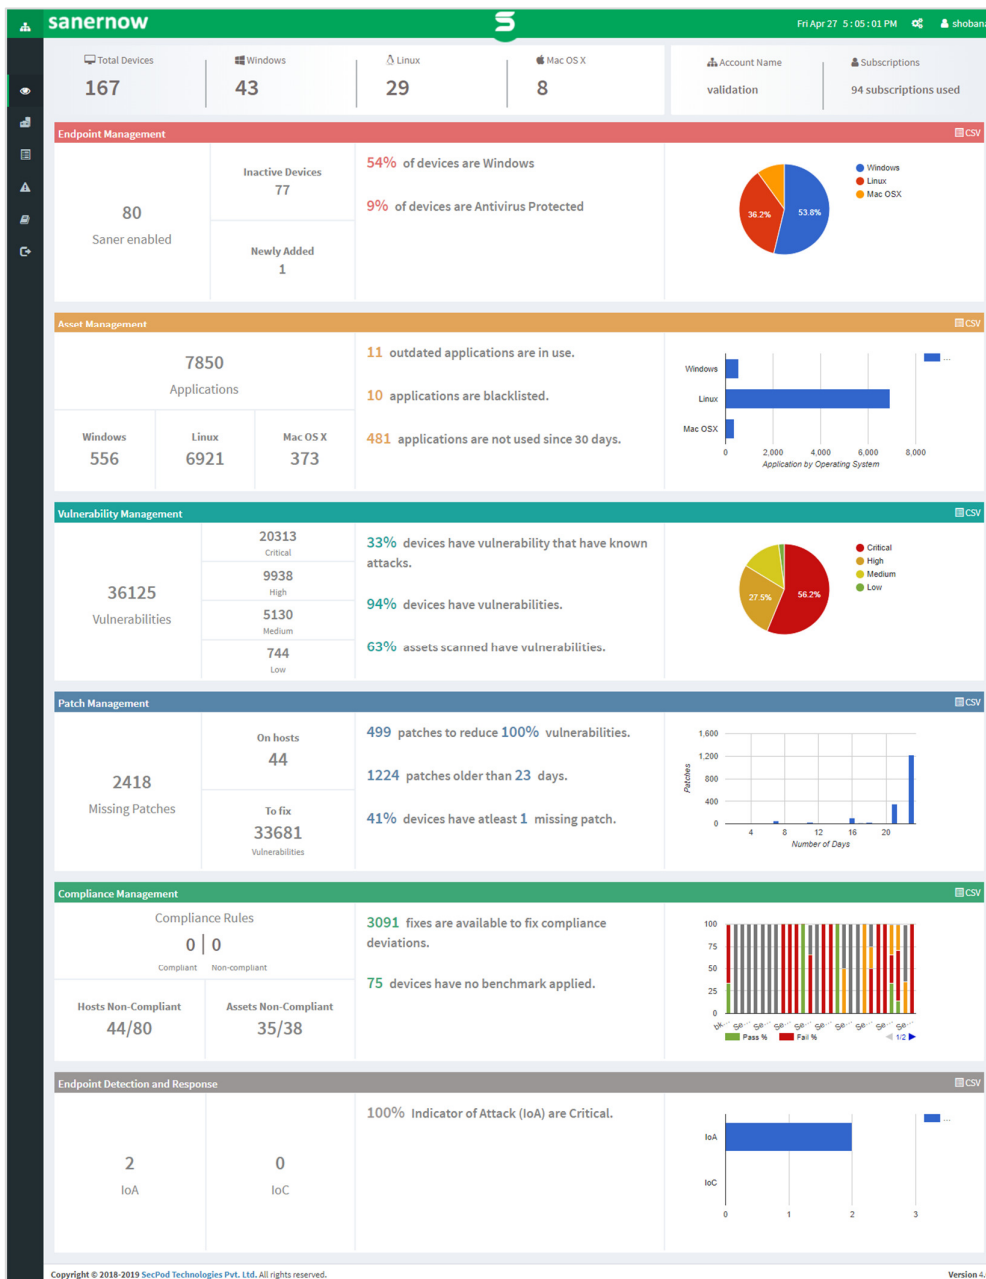 sanernow
Fri Apr 27 5 : 05 : 01 PM
shobana
Total Devices
167
Windows
43
Linux
29
Mac OS X
8
Account Name
validation
Subscriptions
94 subscriptions used
Endpoint Management
CSV
80
Saner enabled
Inactive Devices
77
Newly Added
1
54% of devices are Windows
9% of devices are Antivirus Protected
36.2%
53.8%
Windows
Linux
Mac OSX
Asset Management
CSV
7850
Applications
Windows
556
Linux
6921
Mac OS X
373
11 outdated applications are in use.
10 applications are blacklisted.
481 applications are not used since 30 days.
Windows
Linux
Mac OSX
0 2,000 4,000 6,000 8,000
Application by Operating System
...
Vulnerability Management
CSV
36125
Vulnerabilities
20313
Critical
9938
High
5130
Medium
744
Low
33% devices have vulnerability that have known
attacks.
94% devices have vulnerabilities.
63% assets scanned have vulnerabilities.
27.5%
56.2%
Critical
High
Medium
Low
Patch Management
CSV
2418
Missing Patches
On hosts
44
To fix
33681
Vulnerabilities
499 patches to reduce 100% vulnerabilities.
1224 patches older than 23 days.
41% devices have atleast 1 missing patch.
Patches
1,600
1,200
800
400
0
4 8 12 16 20
Number of Days
Compliance Management
CSV
Compliance Rules
0 | 0
Compliant Non-compliant
Hosts Non-Compliant
44/80
Assets Non-Compliant
35/38
3091 fixes are available to fix compliance
deviations.
75 devices have no benchmark applied.
100
75
50
25
0
bk... Se... Se... Se... Se... Se... Se... Se... Se... Se...
Pass % Fail % 1/2
Endpoint Detection and Response
CSV
2
IoA
0
IoC
100% Indicator of Attack (IoA) are Critical.
IoA
IoC
0 1 2 3
...
Copyright © 2018-2019 SecPod Technologies Pvt. Ltd. All rights reserved.
Version 4.